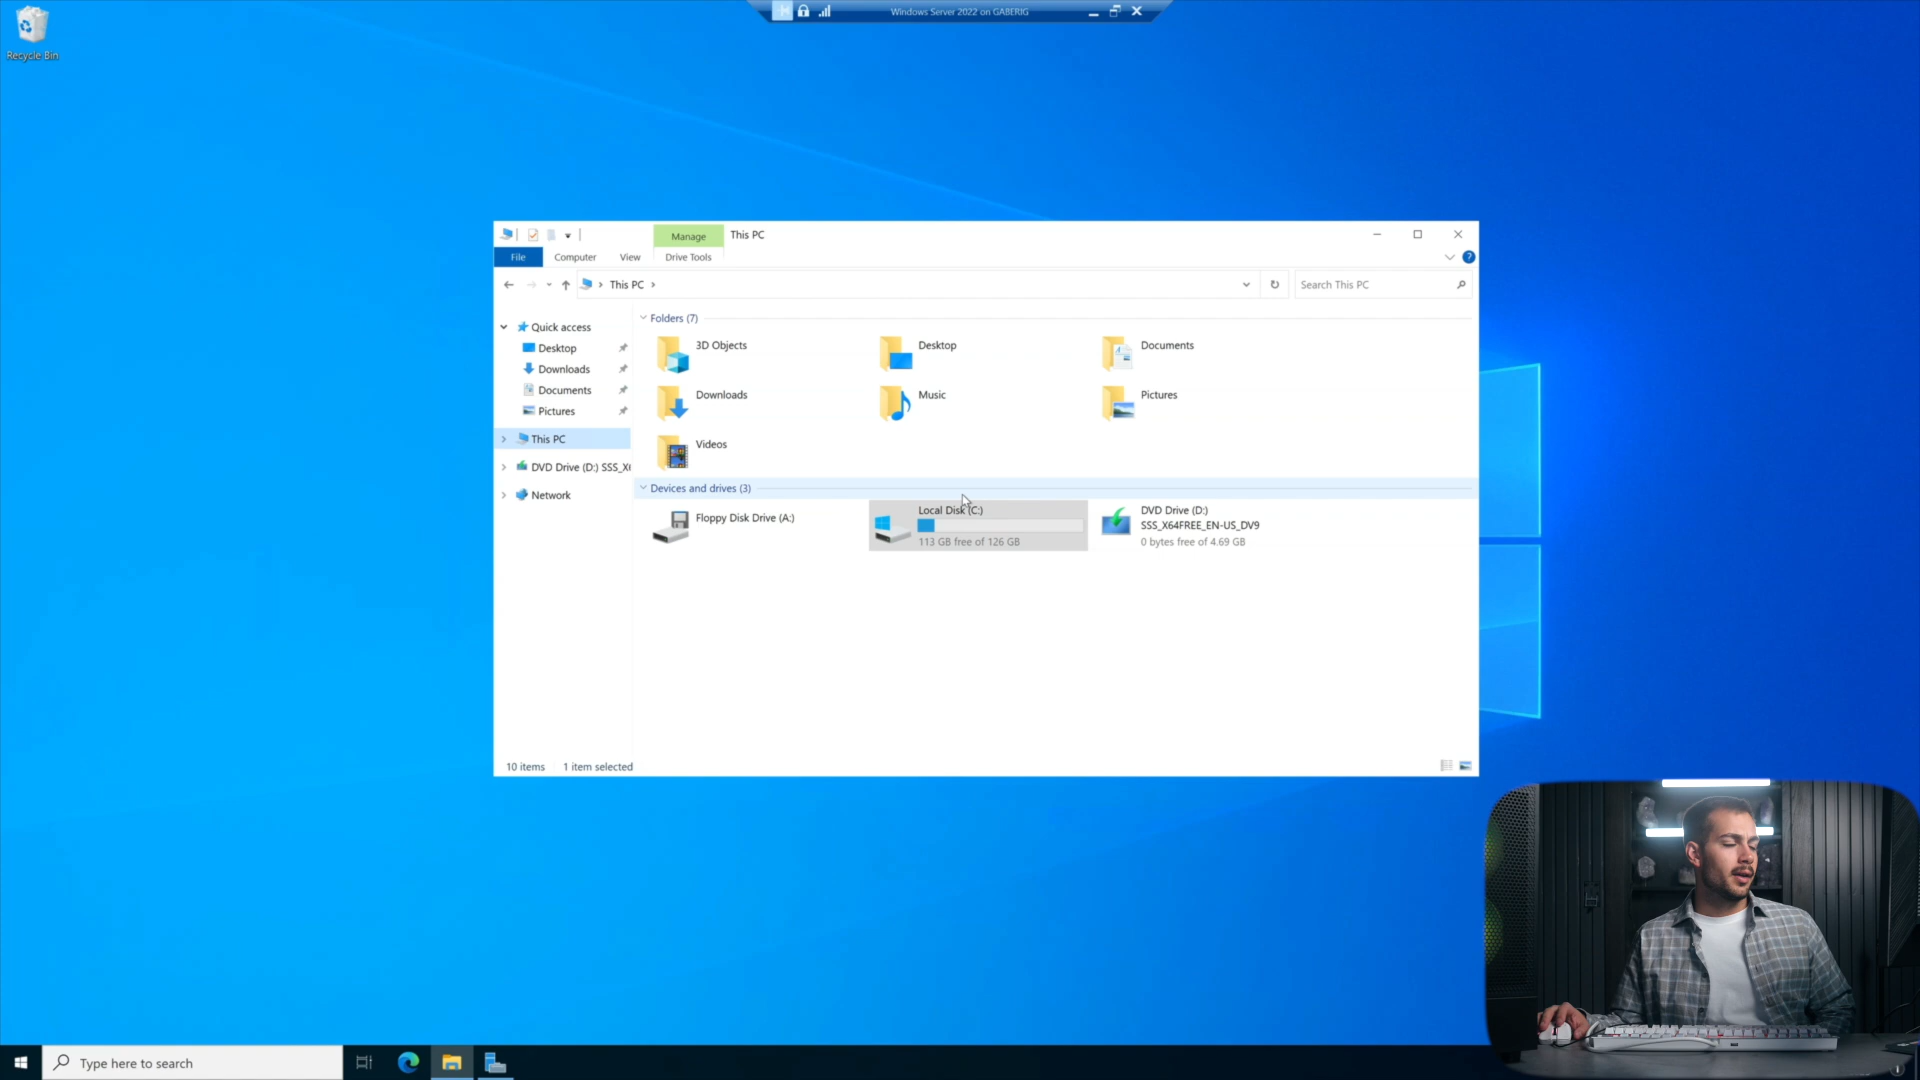 Windows Server 2022 on GABERIG
Recycle Bin
Manage
This PC
File
Computer
View
Drive Tools
This PC
Search This PC
Quick access
Desktop
Downloads
Documents
Pictures
This PC
DVD Drive (D:) SSS_X
Network
Folders (7)
3D Objects
Desktop
Documents
Downloads
Music
Pictures
Videos
Devices and drives (3)
Floppy Disk Drive (A:)
Local Disk (C:)
113 GB free of 126 GB
DVD Drive (D:)
SSS_X64FREE_EN-US_DV9
0 bytes free of 4.69 GB
10 items
1 item selected
Type here to search